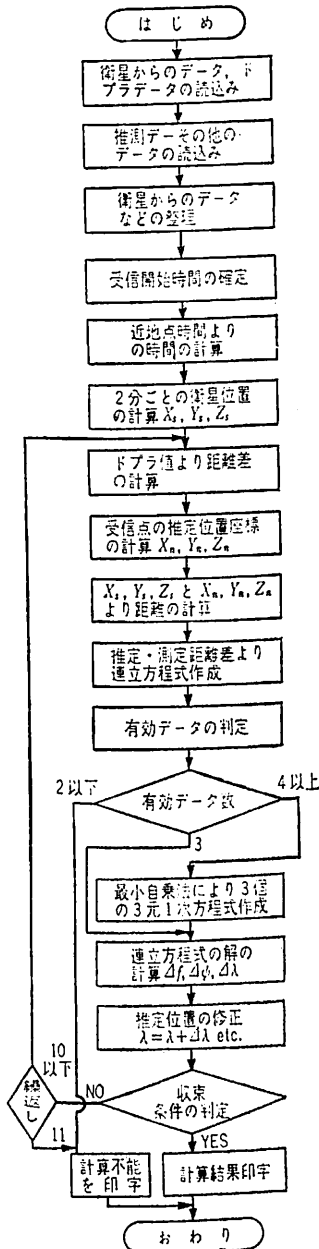 はじめ
衛星からのデータ, ド
プラデータの読込み
推測データその他の
データの読込み
衛星からのデータ
などの整理
受信開始時間の確定
近地点時間より
の時間の計算
2分ごとの衛星位置
の計算 Xs, Ys, Zs
ドプラ値より距離差
の計算
受信点の推定位置座標
の計算 Xn, Yn, Zn
Xs, Ys, Zs と Xn, Yn, Zn
より距離の計算
推定・測定距離差より
連立方程式作成
有効データの判定
2以下
4以上
有効データ数
3
最小自乗法により3個
の3元1次方程式作成
連立方程式の解の
計算 Δf, Δψ, Δλ
推定位置の修正
λ=λ+Δλ etc.
10
以下
繰返し
NO
収束
条件の判定
11
YES
計算不能
を印字
計算結果印字
おわり